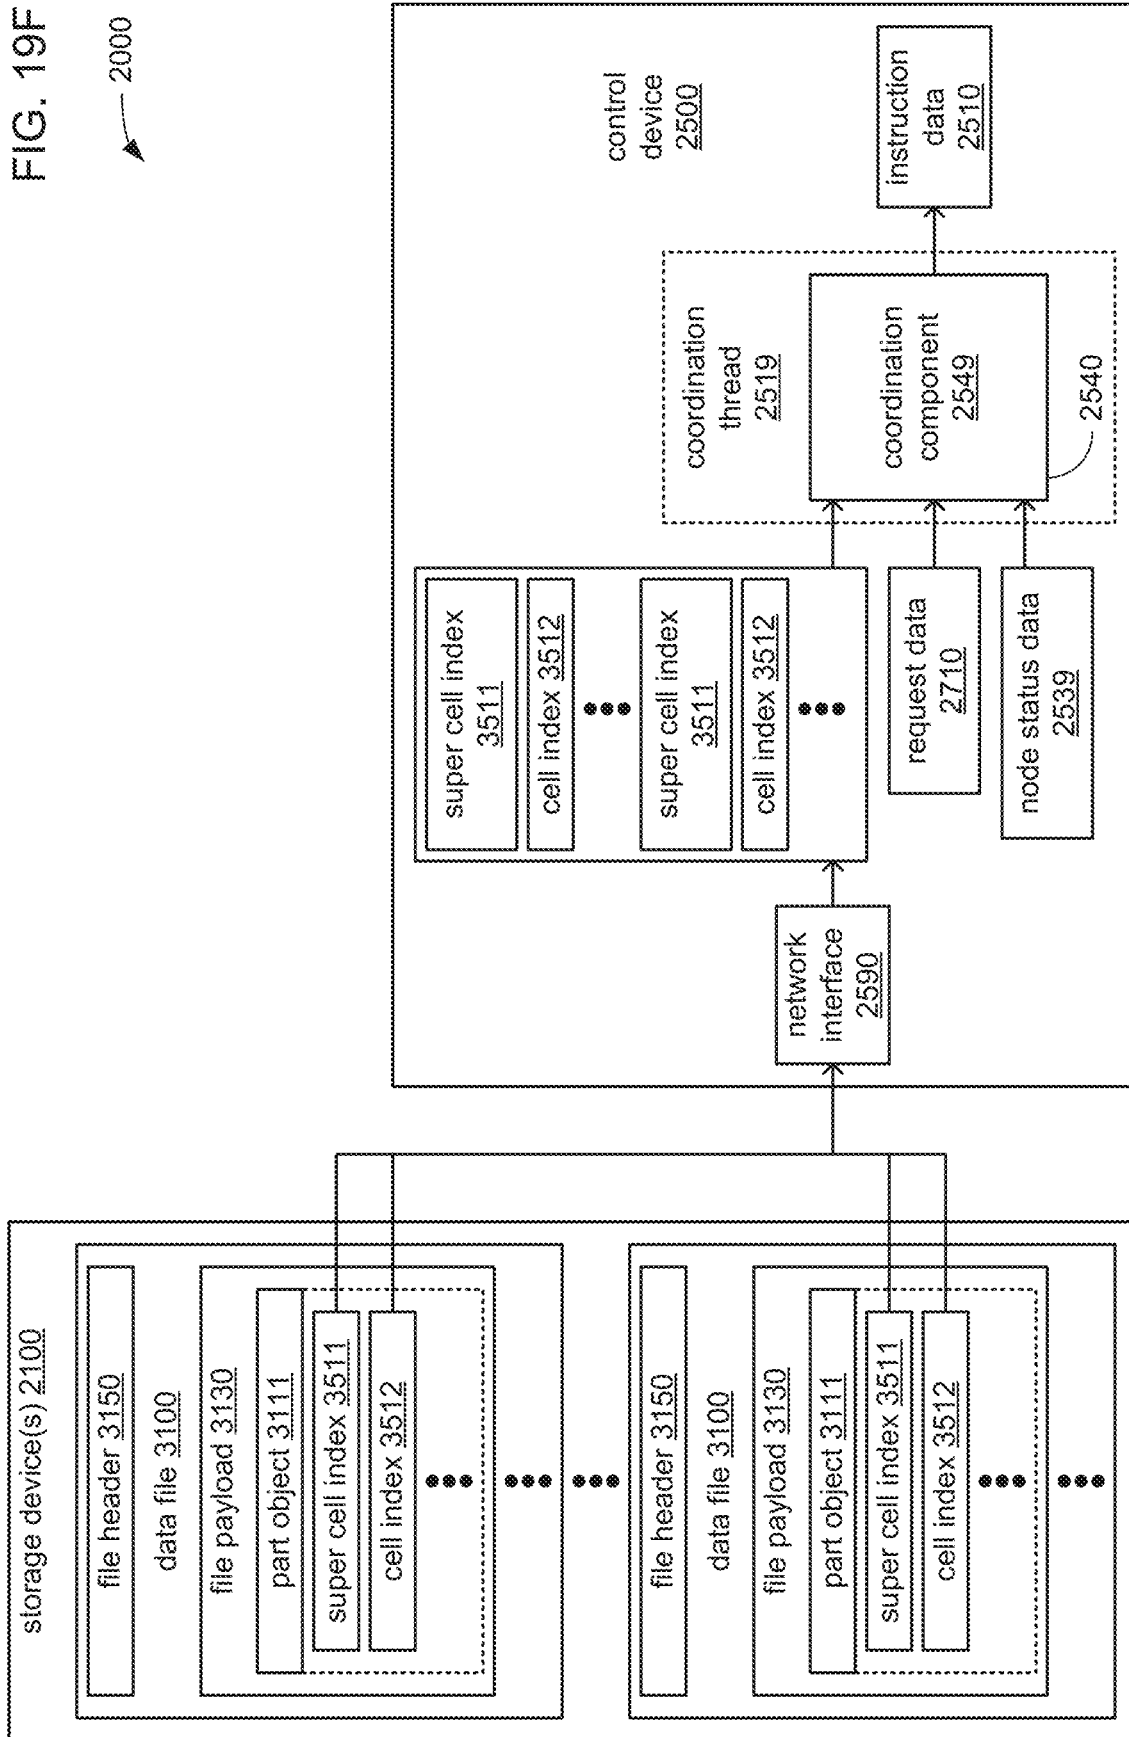 FIG. 19F
2000
storage device(s) 2100
file header 3150
data file 3100
file payload 3130
part object 3111
super cell index 3511
cell index 3512
file header 3150
data file 3100
file payload 3130
part object 3111
super cell index 3511
cell index 3512
control
device
2500
network
interface
2590
super cell index
3511
cell index 3512
super cell index
3511
cell index 3512
request data
2710
node status data
2539
coordination
thread
2519
coordination
component
2549
2540
instruction
data
2510